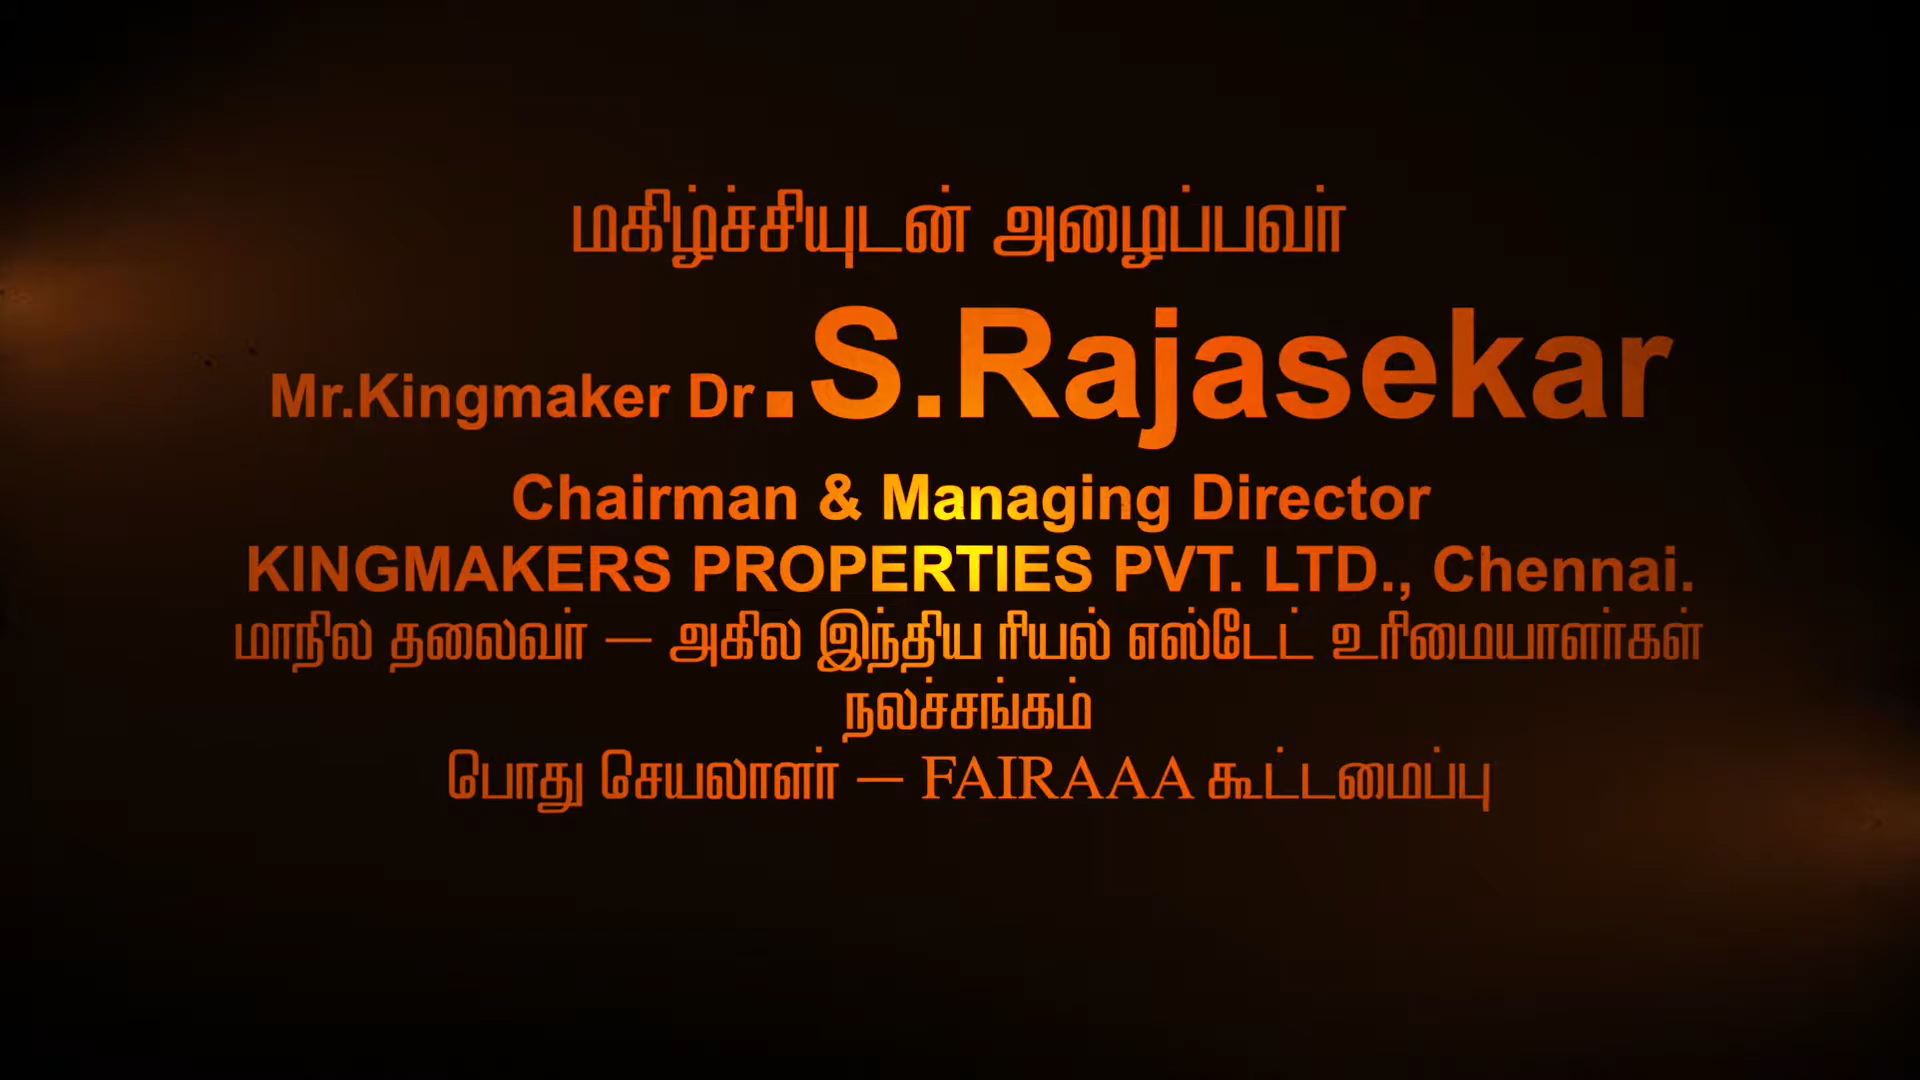 மகிழ்ச்சியுடன் அழைப்பவர்
Mr.Kingmaker Dr.S.Rajasekar
Chairman & Managing Director
KINGMAKERS PROPERTIES PVT. LTD., Chennai.
மாநில தலைவர் – அகில இந்திய ரியல் எஸ்டேட் உரிமையாளர்கள்
நலச்சங்கம்
பொது செயலாளர் – FAIRAAA கூட்டமைப்பு